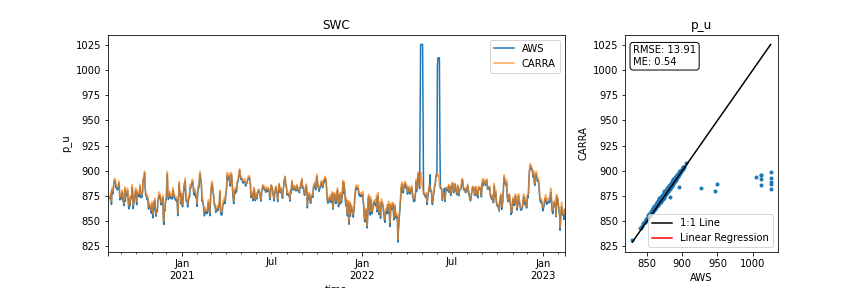 SWC
p_u
1025
1000
975
950
925
900
875
850
825
p_u
AWS
CARRA
Jan
2021
Jul
Jan
2022
Jul
Jan
2023
time
1025
1000
975
950
925
900
875
850
825
CARRA
RMSE: 13.91
ME: 0.54
1:1 Line
Linear Regression
850
900
950
1000
AWS